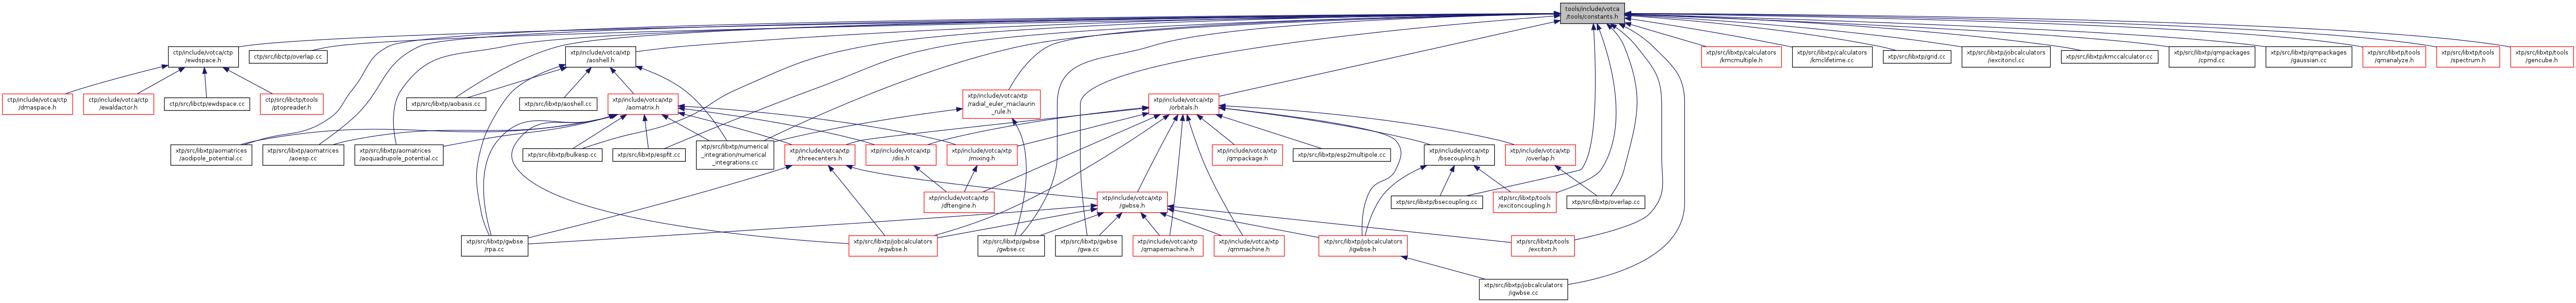 tools/include/votca
/tools/constants.h
ctp/include/votca/ctp
/ewdspace.h
ctp/src/libctp/overlap.cc
xtp/include/votca/xtp
/aoshell.h
xtp/src/libxtp/calculators
/kmcmultiple.h
xtp/src/libxtp/calculators
/kmclifetime.cc
xtp/src/libxtp/grid.cc
xtp/src/libxtp/jobcalculators
/iexcitoncl.cc
xtp/src/libxtp/kmccalculator.cc
xtp/src/libxtp/qmpackages
/cpmd.cc
xtp/src/libxtp/qmpackages
/gaussian.cc
xtp/src/libxtp/tools
/qmanalyze.h
xtp/src/libxtp/tools
/spectrum.h
xtp/src/libxtp/tools
/gencube.h
ctp/include/votca/ctp
/dmaspace.h
ctp/include/votca/ctp
/ewaldactor.h
ctp/src/libctp/ewdspace.cc
ctp/src/libctp/tools
/ptopreader.h
xtp/src/libxtp/aobasis.cc
xtp/src/libxtp/aoshell.cc
xtp/include/votca/xtp
/aomatrix.h
xtp/include/votca/xtp
/radial_euler_maclaurin
_rule.h
xtp/include/votca/xtp
/orbitals.h
xtp/src/libxtp/aomatrices
/aodipole_potential.cc
xtp/src/libxtp/aomatrices
/aoesp.cc
xtp/src/libxtp/aomatrices
/aoquadrupole_potential.cc
xtp/src/libxtp/bulkesp.cc
xtp/src/libxtp/espfit.cc
xtp/src/libxtp/numerical
_integration/numerical
_integrations.cc
xtp/include/votca/xtp
/threecenters.h
xtp/include/votca/xtp
/diis.h
xtp/include/votca/xtp
/mixing.h
xtp/include/votca/xtp
/qmpackage.h
xtp/src/libxtp/esp2multipole.cc
xtp/include/votca/xtp
/bsecoupling.h
xtp/include/votca/xtp
/overlap.h
xtp/include/votca/xtp
/dftengine.h
xtp/include/votca/xtp
/gwbse.h
xtp/src/libxtp/bsecoupling.cc
xtp/src/libxtp/tools
/excitoncoupling.h
xtp/src/libxtp/overlap.cc
xtp/src/libxtp/gwbse
/rpa.cc
xtp/src/libxtp/jobcalculators
/egwbse.h
xtp/src/libxtp/gwbse
/gwbse.cc
xtp/src/libxtp/gwbse
/gwa.cc
xtp/include/votca/xtp
/qmapemachine.h
xtp/include/votca/xtp
/qmmachine.h
xtp/src/libxtp/jobcalculators
/igwbse.h
xtp/src/libxtp/tools
/exciton.h
xtp/src/libxtp/jobcalculators
/igwbse.cc